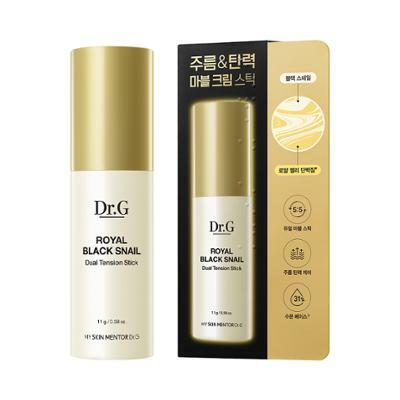 Dr.G
ROYAL
BLACK SNAIL
Dual Tension Stick
11 g / 0.38 oz.
MY SKIN MENTOR Dr.G
주름&탄력
마블 크림 스틱
블랙 스네일
로얄 젤리 단백질*
5:5
듀얼 마블 스틱
주름 탄력 케어
31%
수분 베이스*
Dr.G
ROYAL
BLACK SNAIL
Dual Tension Stick
11 g / 0.38 oz.
MY SKIN MENTOR Dr.G